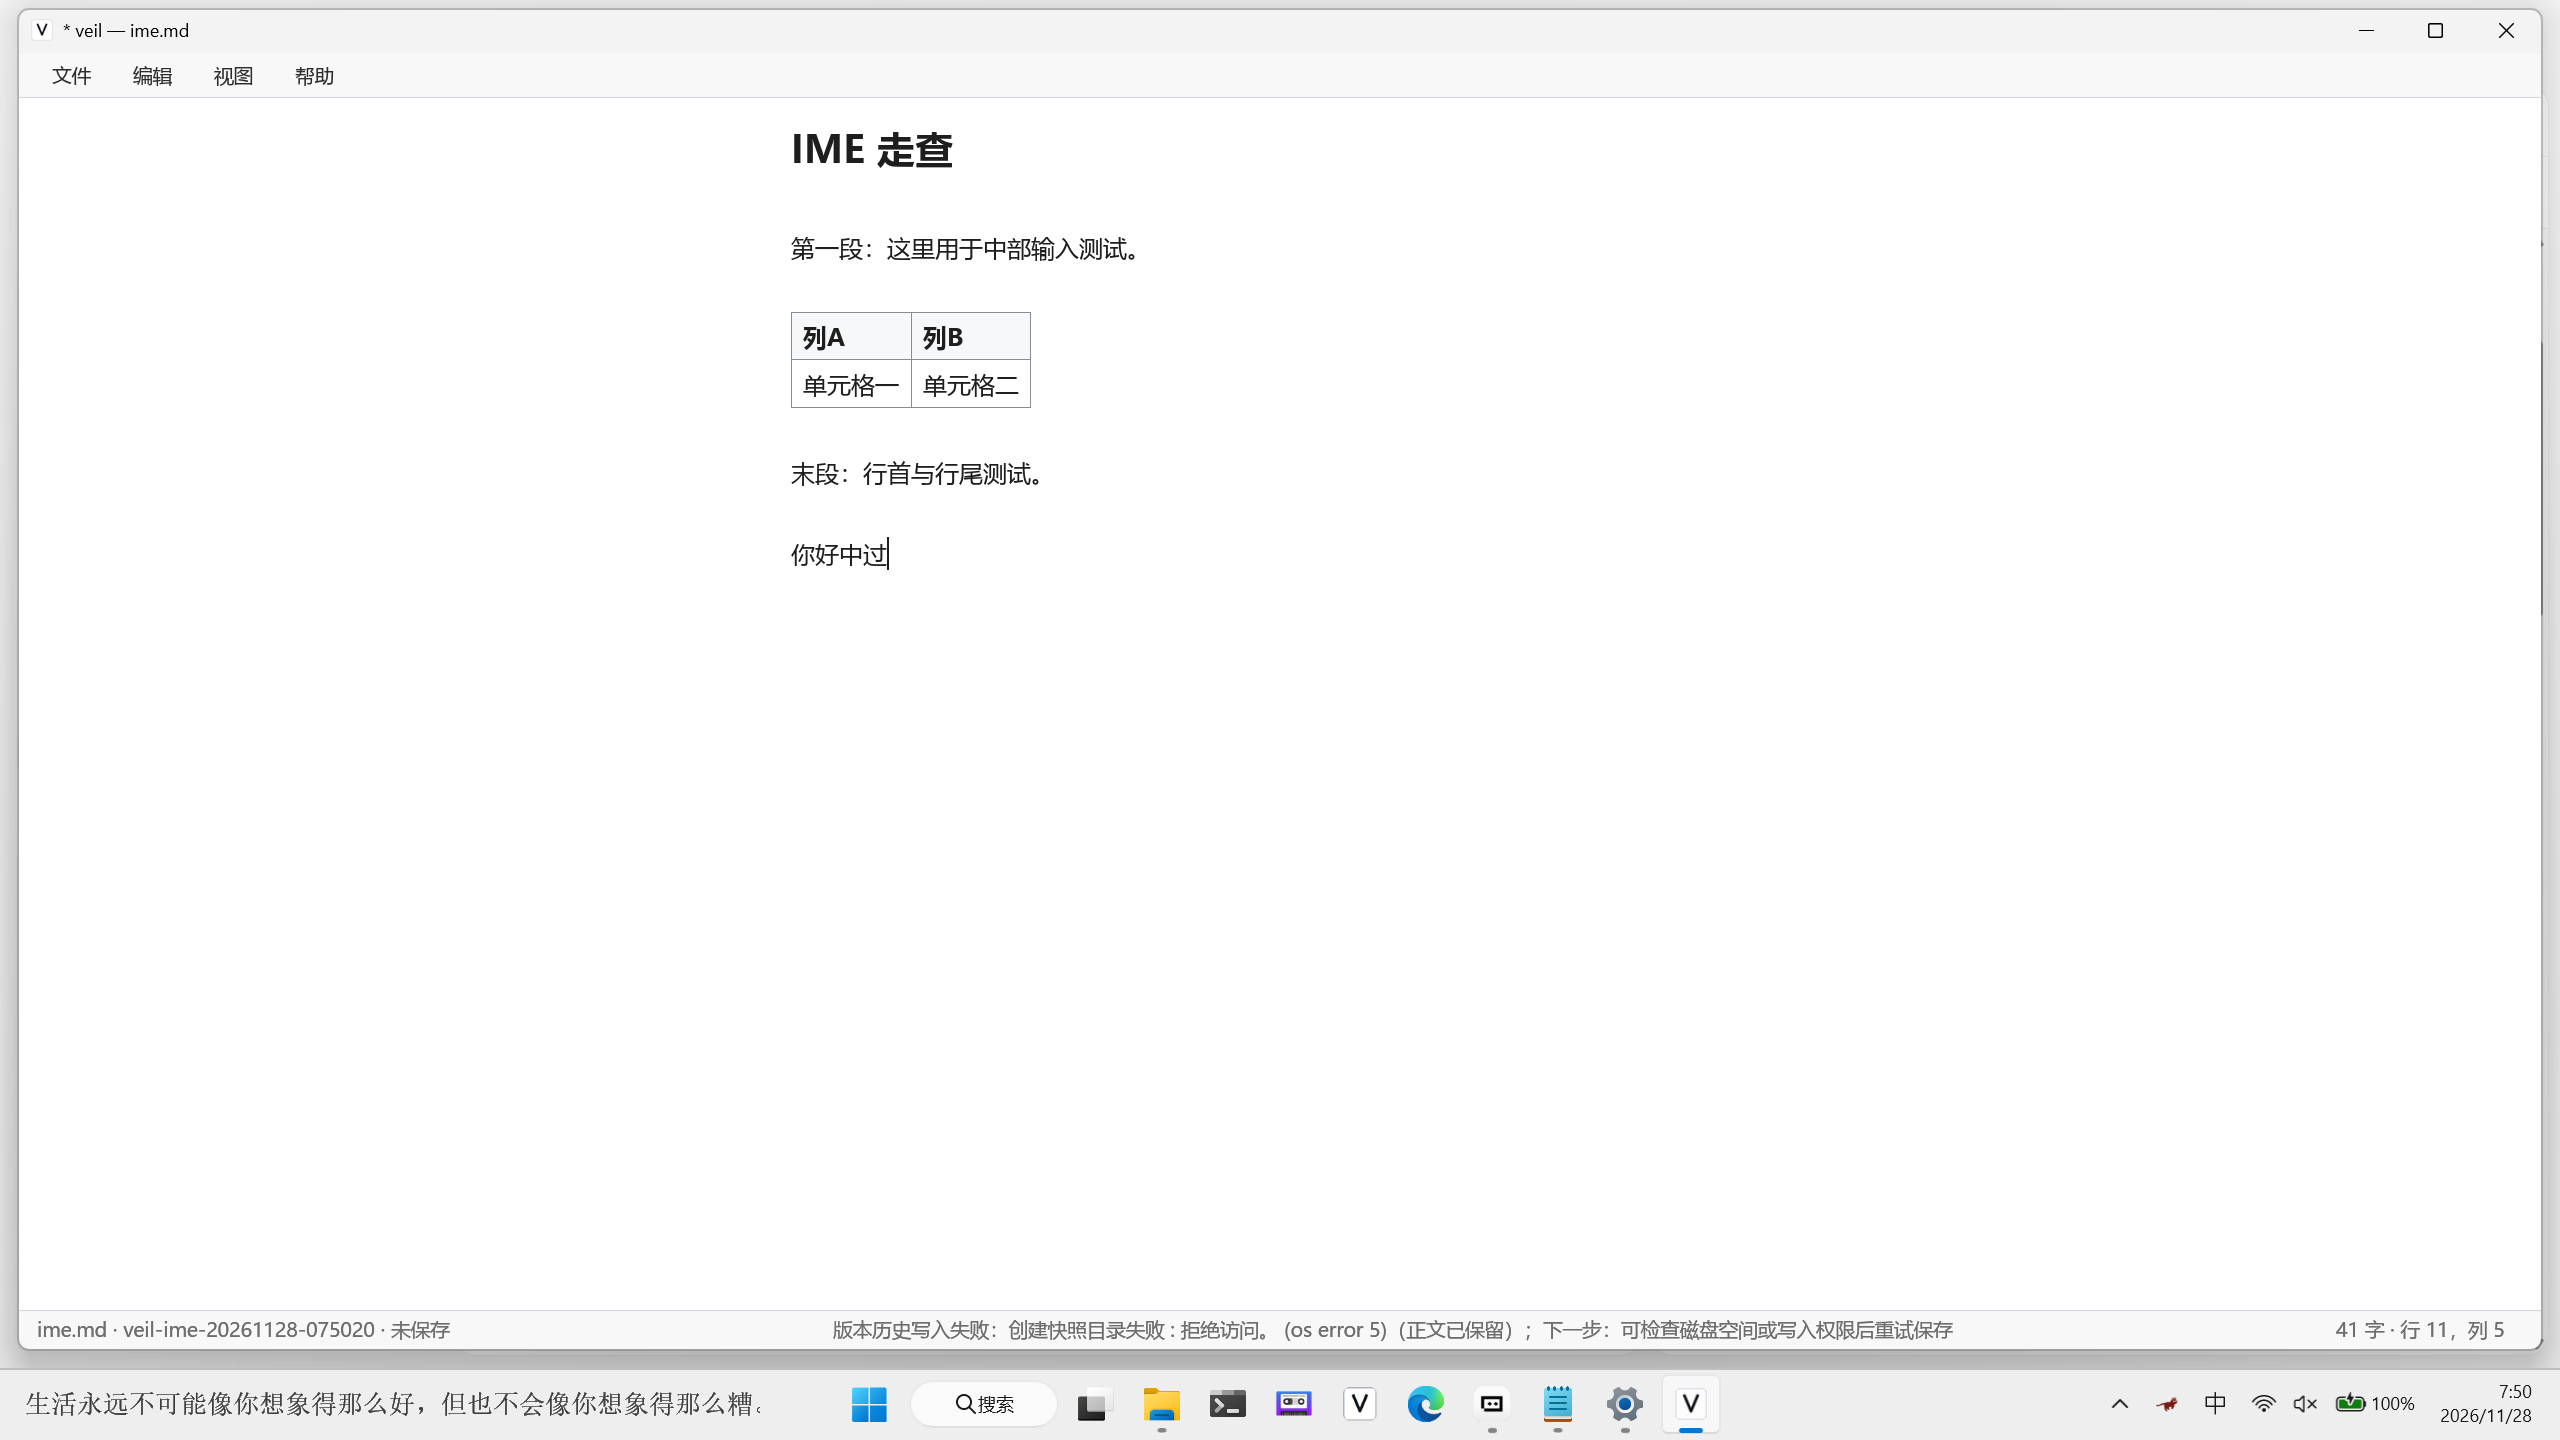 V * veil — ime.md
文件 编辑 视图 帮助
IME 走查
第一段：这里用于中部输入测试。
列A 列B
单元格一 单元格二
末段：行首与行尾测试。
你好中过
ime.md · veil-ime-20261128-075020 · 未保存
版本历史写入失败：创建快照目录失败 : 拒绝访问。 (os error 5)（正文已保留）；下一步：可检查磁盘空间或写入权限后重试保存
41 字 · 行 11，列 5
生活永远不可能像你想象得那么好，但也不会像你想象得那么糟。
搜索
V
V
中
100%
7:50
2026/11/28